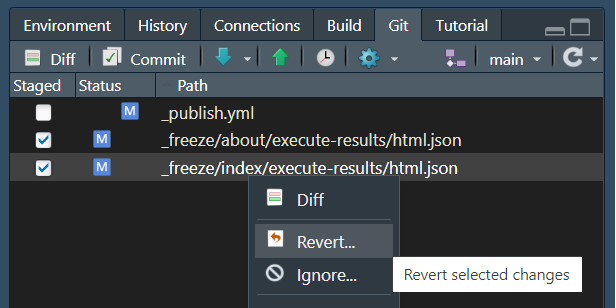 Environment History Connections Build Git Tutorial
Diff Commit main
Staged Status Path
M _publish.yml
M _freeze/about/execute-results/html.json
M _freeze/index/execute-results/html.json
Diff
Revert...
Ignore...
Revert selected changes